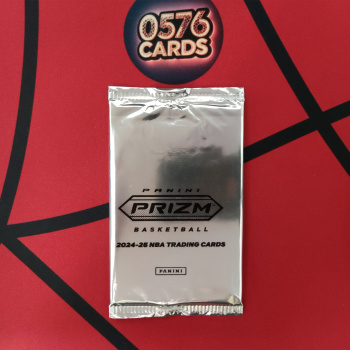 0576
CARDS
PANINI
PRIZM
BASKETBALL
2024-25 NBA TRADING CARDS
PANINI